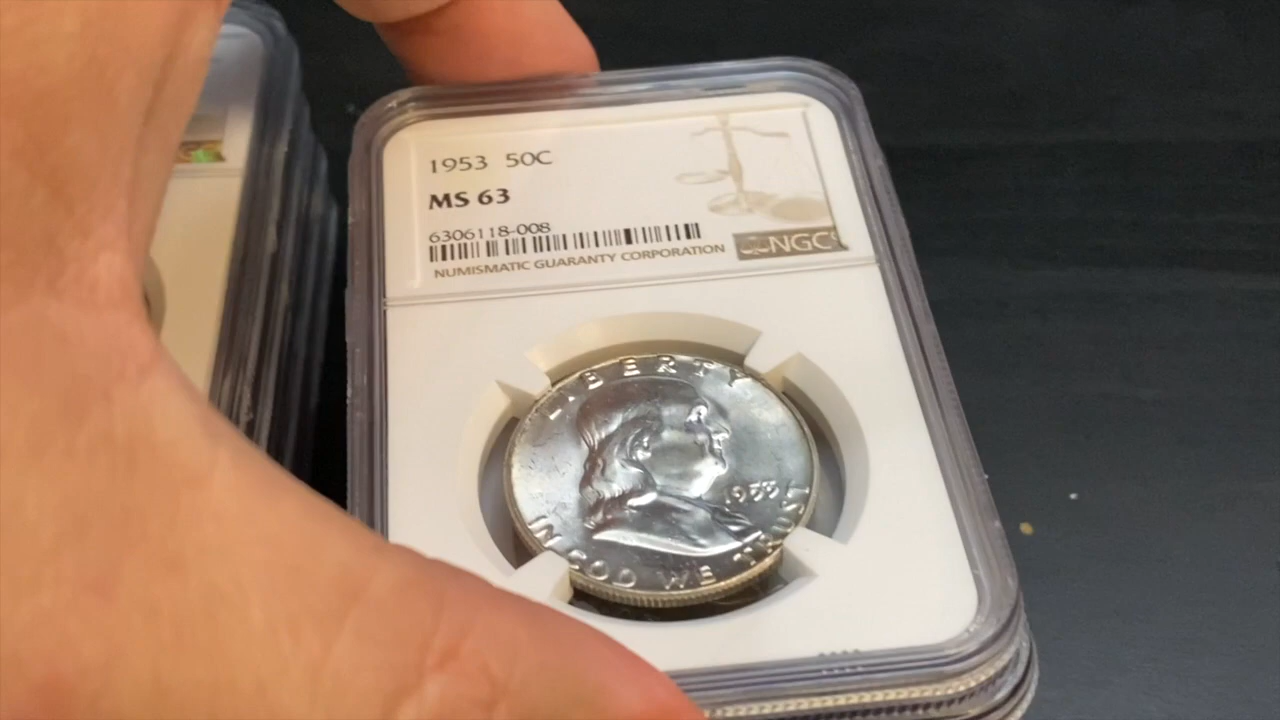 1953 50C
MS 63
6306118-008
NUMISMATIC GUARANTY CORPORATION
NGC
LIBERTY
1953
IN GOD WE TRUST